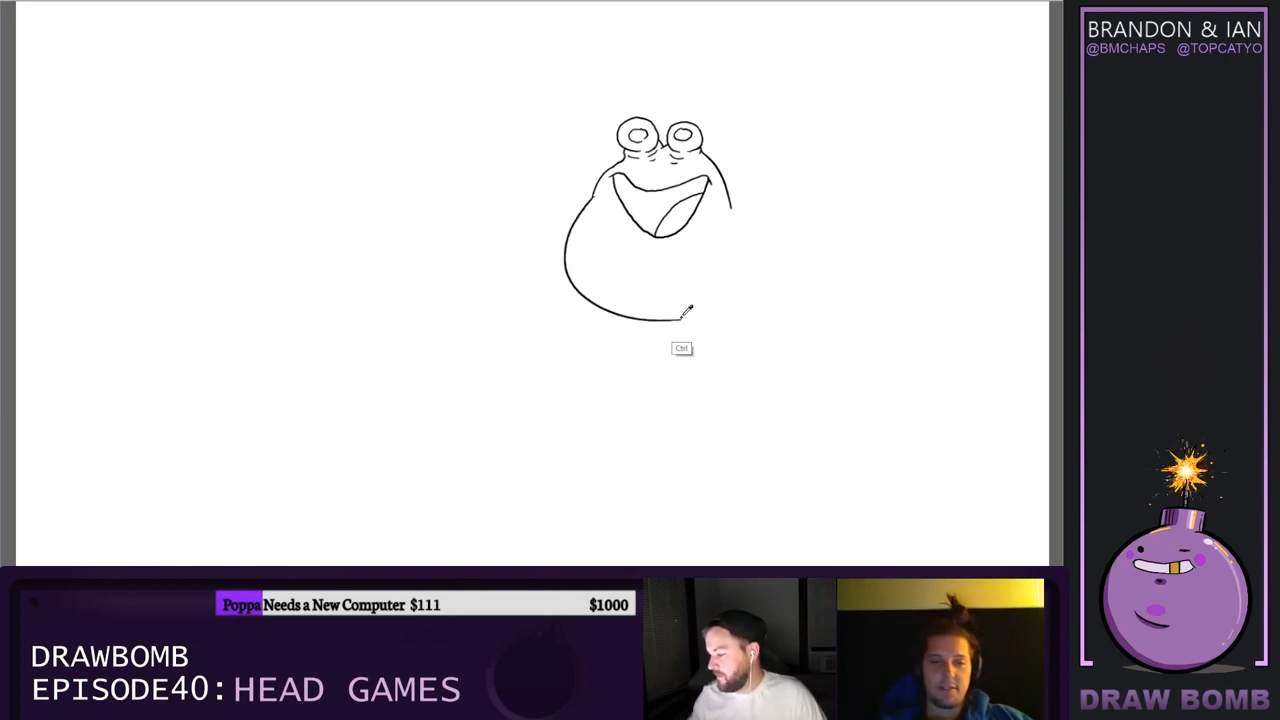 BRANDON & IAN
@BMCHAPS @TOPCATYO
Ctrl
Poppa Needs a New Computer $111 $1000
DRAWBOMB
EPISODE40: HEAD GAMES
DRAW BOMB